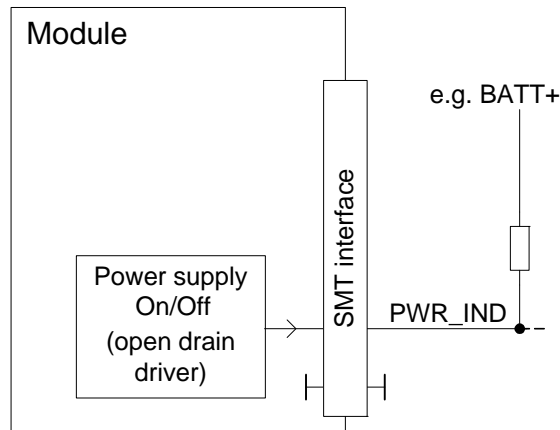 Module
e.g. BATT+
SMT interface
Power supply
On/Off
(open drain
driver)
PWR_IND